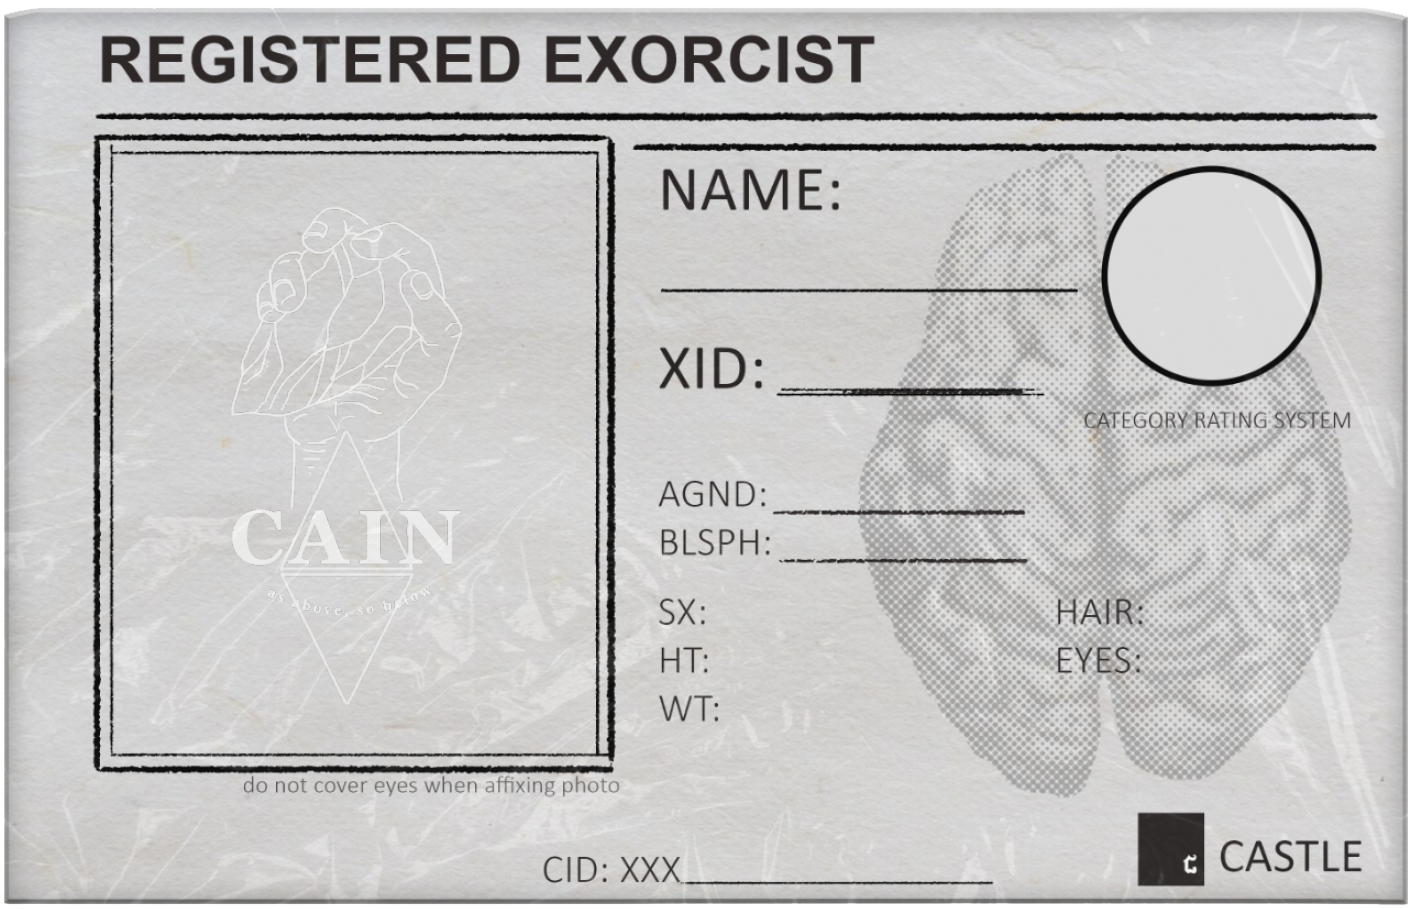 REGISTERED EXORCIST
NAME:
XID:
CATEGORY RATING SYSTEM
AGND:
BLSPH:
SX:
HAIR:
HT:
EYES:
WT:
CAIN
as above, so below
do not cover eyes when affixing photo
CID: XXX
C CASTLE